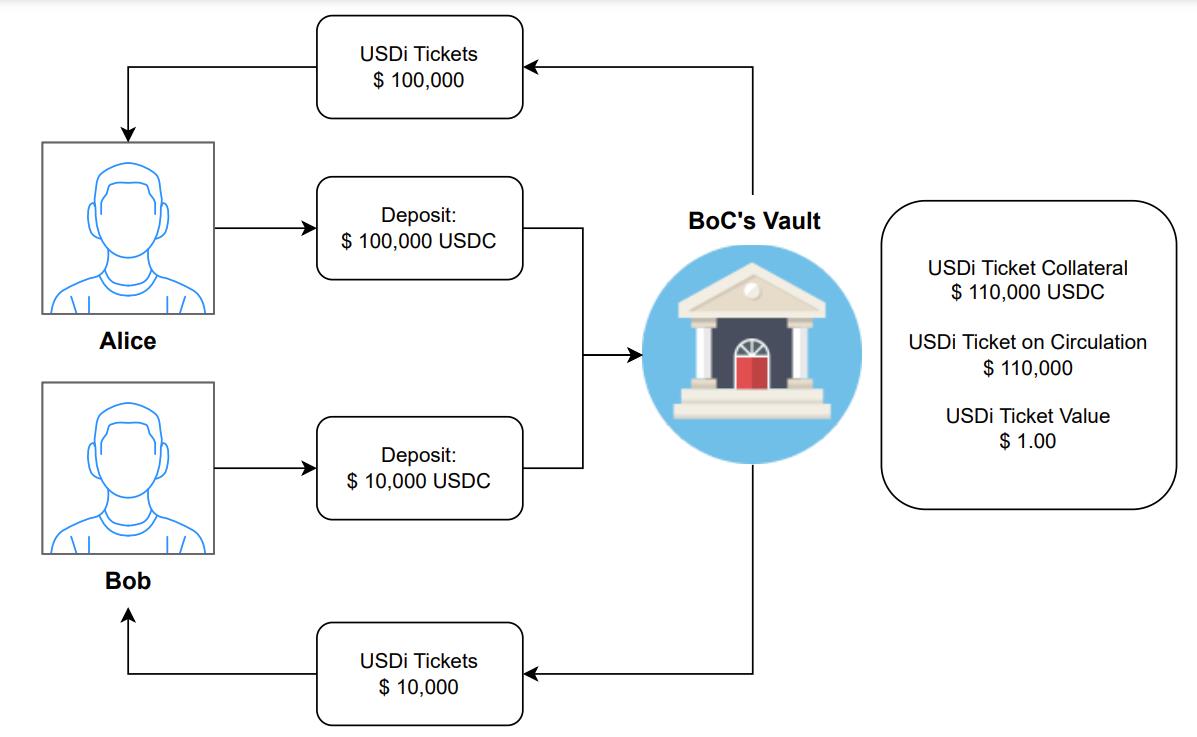 USDi Tickets
$ 100,000
Deposit:
$ 100,000 USDC
Alice
BoC's Vault
USDi Ticket Collateral
$ 110,000 USDC
USDi Ticket on Circulation
$ 110,000
USDi Ticket Value
$ 1.00
Deposit:
$ 10,000 USDC
Bob
USDi Tickets
$ 10,000